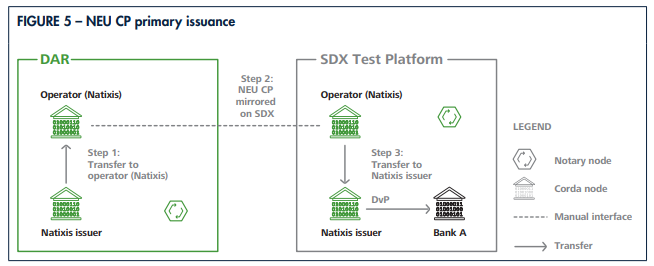 FIGURE 5 – NEU CP primary issuance
DAR
Operator (Natixis)
Step 1:
Transfer to
operator (Natixis)
Natixis issuer
Step 2:
NEU CP
mirrored
on SDX
SDX Test Platform
Operator (Natixis)
Step 3:
Transfer to
Natixis issuer
DvP
Natixis issuer
Bank A
LEGEND
Notary node
Corda node
Manual interface
Transfer